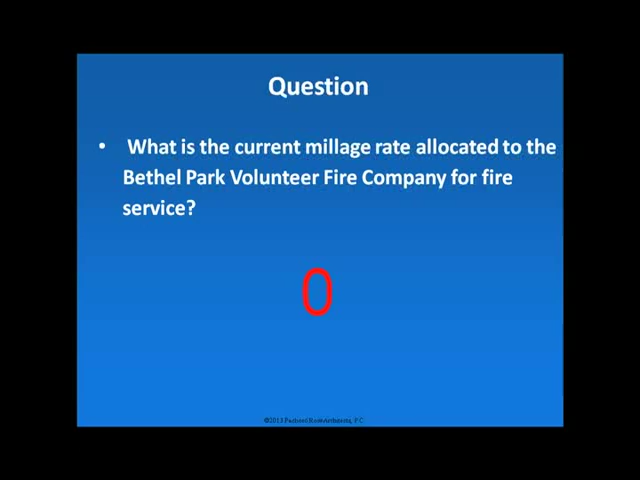 Question
• What is the current millage rate allocated to the
Bethel Park Volunteer Fire Company for fire
service?
0
©2013